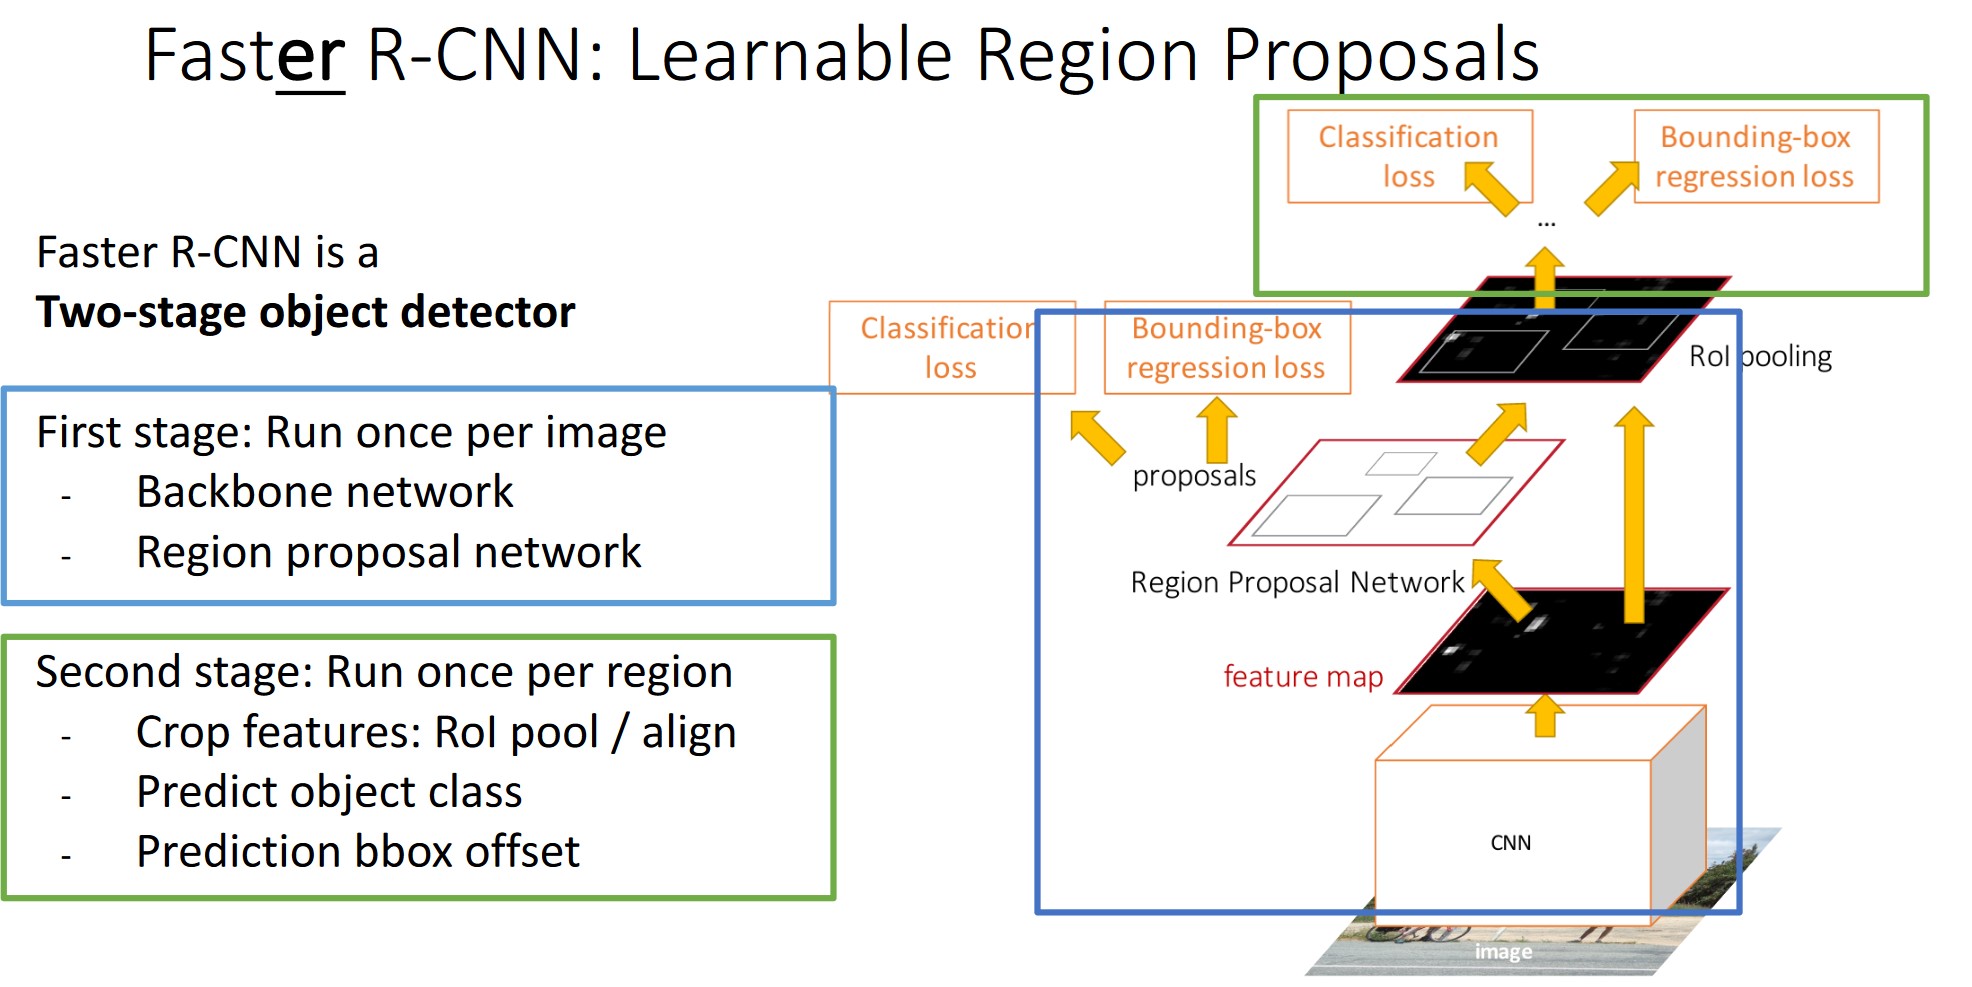 Faster R-CNN: Learnable Region Proposals
Faster R-CNN is a
Two-stage object detector
First stage: Run once per image
- Backbone network
- Region proposal network
Second stage: Run once per region
- Crop features: RoI pool / align
- Predict object class
- Prediction bbox offset
Classification
loss
Bounding-box
regression loss
...
Classification
loss
Bounding-box
regression loss
RoI pooling
proposals
Region Proposal Network
feature map
CNN
image